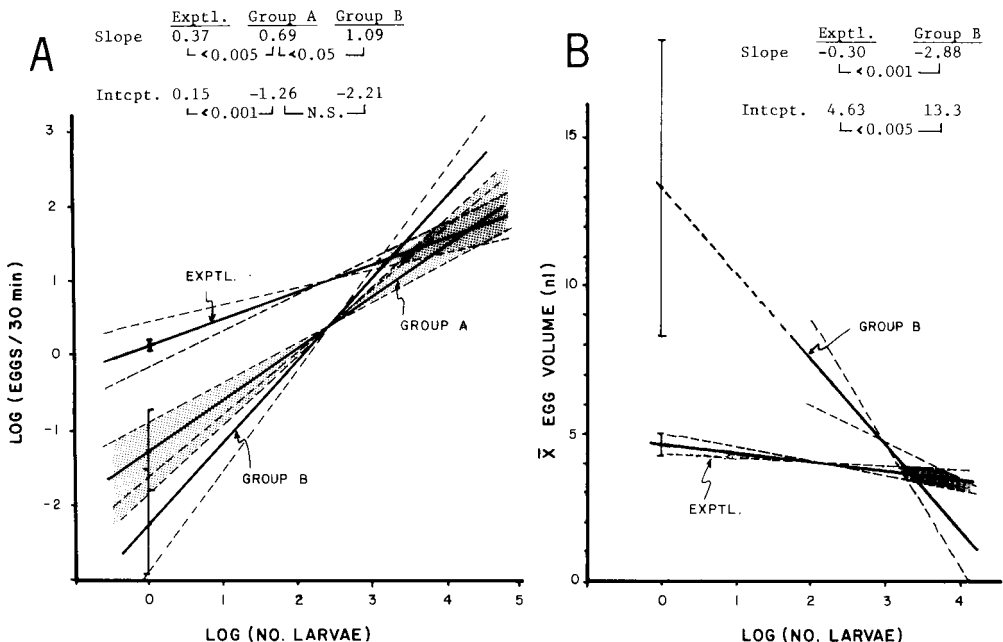 A
Exptl. Group A Group B
Slope 0.37 0.69 1.09
<0.005 <0.05
Intcpt. 0.15 -1.26 -2.21
<0.001 N.S.
3
2
1
0
-1
-2
LOG (EGGS/30 min)
EXPTL.
GROUP A
GROUP B
0 1 2 3 4 5
LOG (NO. LARVAE)
B
Exptl. Group B
Slope -0.30 -2.88
<0.001
Intcpt. 4.63 13.3
<0.005
15
10
5
0
X̄ EGG VOLUME (nl)
GROUP B
EXPTL.
0 1 2 3 4
LOG (NO. LARVAE)